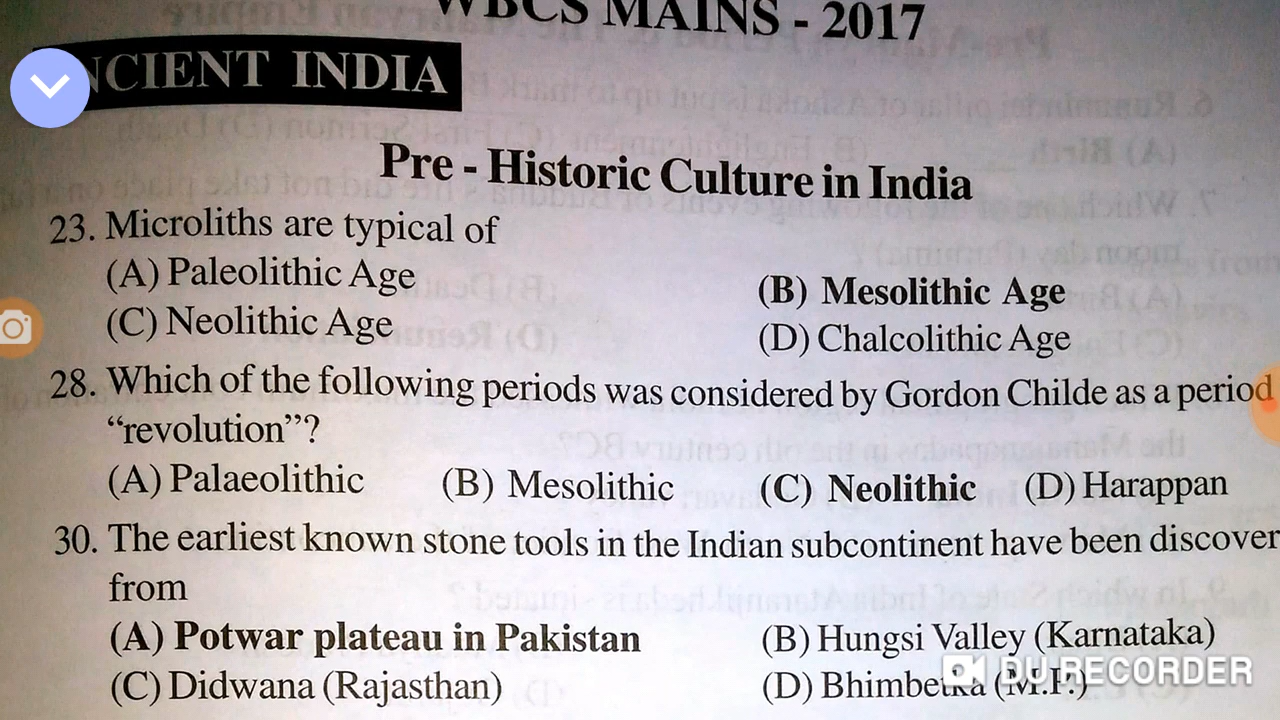 WBCS MAINS - 2017
NCIENT INDIA
Pre - Historic Culture in India
23. Microliths are typical of
(A) Paleolithic Age (B) Mesolithic Age
(C) Neolithic Age (D) Chalcolithic Age
28. Which of the following periods was considered by Gordon Childe as a period
“revolution”?
(A) Palaeolithic (B) Mesolithic (C) Neolithic (D) Harappan
30. The earliest known stone tools in the Indian subcontinent have been discover
from
(A) Potwar plateau in Pakistan (B) Hungsi Valley (Karnataka)
(C) Didwana (Rajasthan) (D) Bhimbetka (M.P.)
DU RECORDER